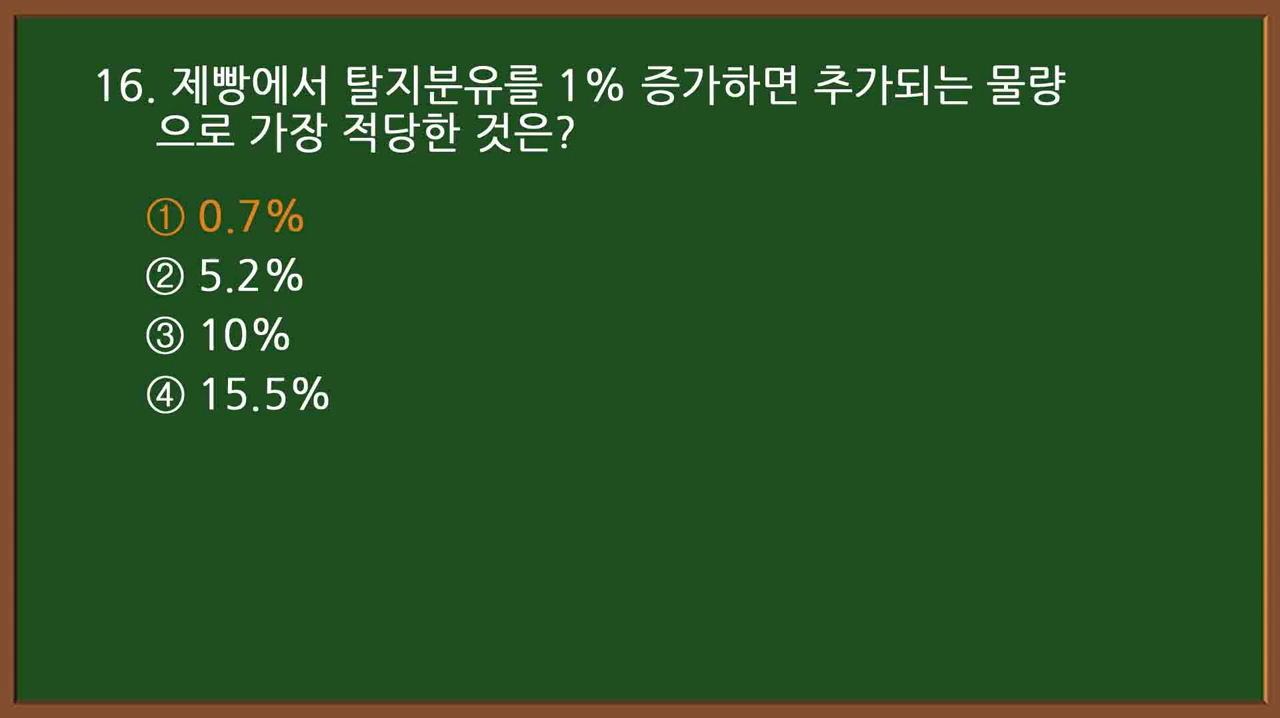 16. 제빵에서 탈지분유를 1% 증가하면 추가되는 물량
으로 가장 적당한 것은?
① 0.7%
② 5.2%
③ 10%
④ 15.5%